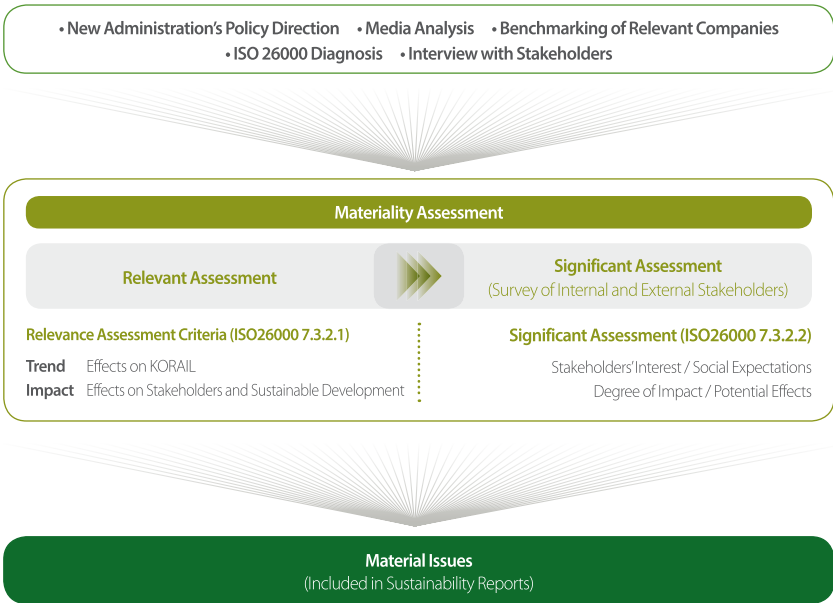 • New Administration's Policy Direction • Media Analysis • Benchmarking of Relevant Companies
• ISO 26000 Diagnosis • Interview with Stakeholders
Materiality Assessment
Relevant Assessment
Significant Assessment
(Survey of Internal and External Stakeholders)
Relevance Assessment Criteria (ISO26000 7.3.2.1)
Trend Effects on KORAIL
Impact Effects on Stakeholders and Sustainable Development
Significant Assessment (ISO26000 7.3.2.2)
Stakeholders' Interest / Social Expectations
Degree of Impact / Potential Effects
Material Issues
(Included in Sustainability Reports)